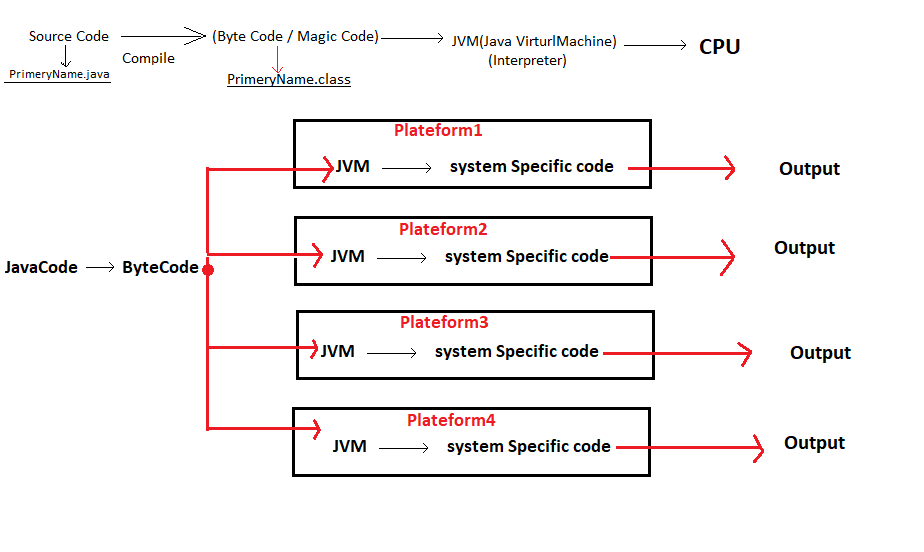 Source Code
Compile
(Byte Code / Magic Code)
JVM(Java VirturlMachine)
(Interpreter)
CPU
PrimeryName.java
PrimeryName.class
Plateform1
JVM
system Specific code
Output
Plateform2
JVM
system Specific code
Output
JavaCode
ByteCode
Plateform3
JVM
system Specific code
Output
Plateform4
JVM
system Specific code
Output